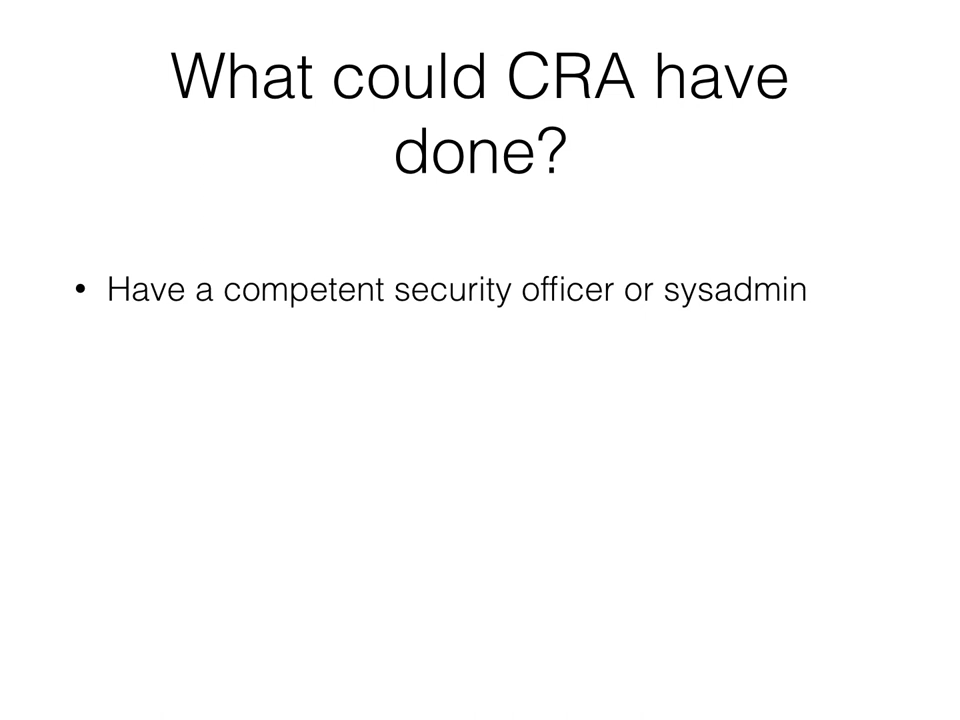 What could CRA have
done?
• Have a competent security officer or sysadmin